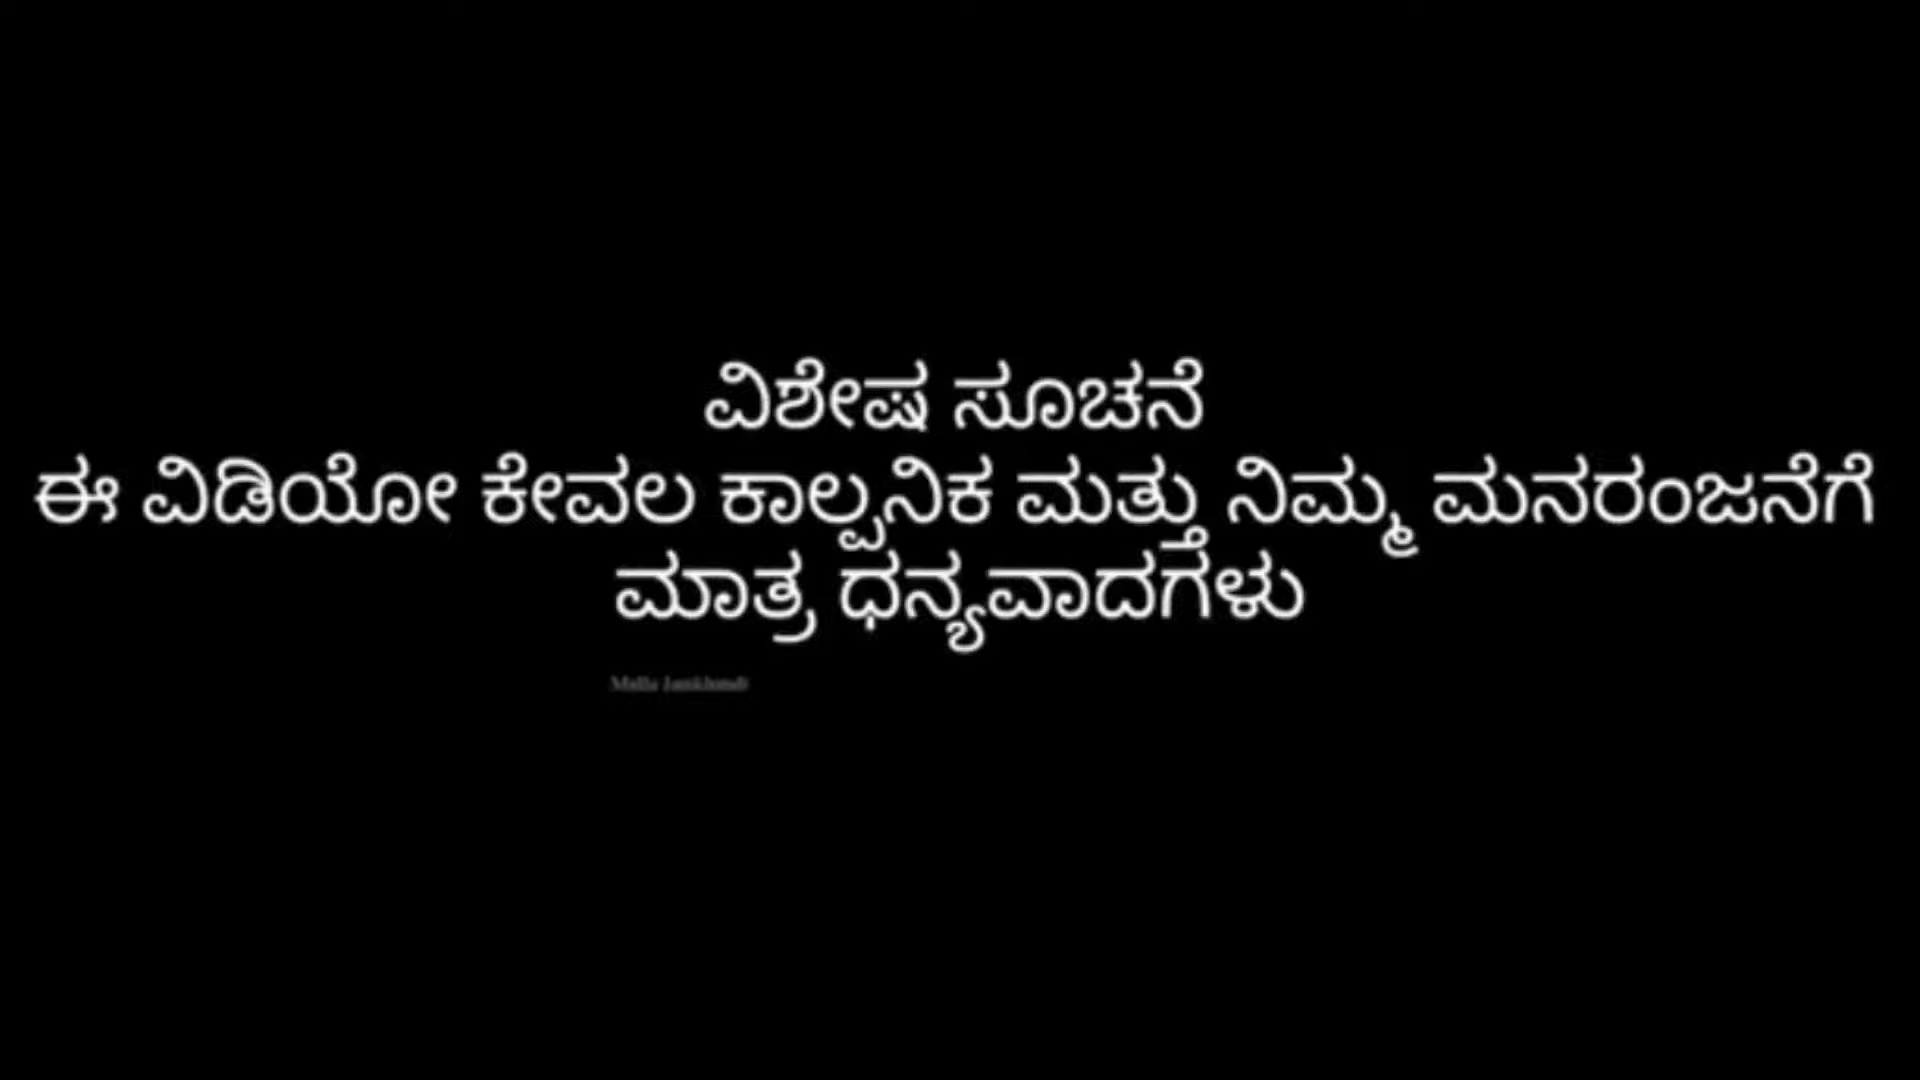 ವಿಶೇಷ ಸೂಚನೆ
ಈ ವಿಡಿಯೋ ಕೇವಲ ಕಾಲ್ಪನಿಕ ಮತ್ತು ನಿಮ್ಮ ಮನರಂಜನೆಗೆ
ಮಾತ್ರ ಧನ್ಯವಾದಗಳು